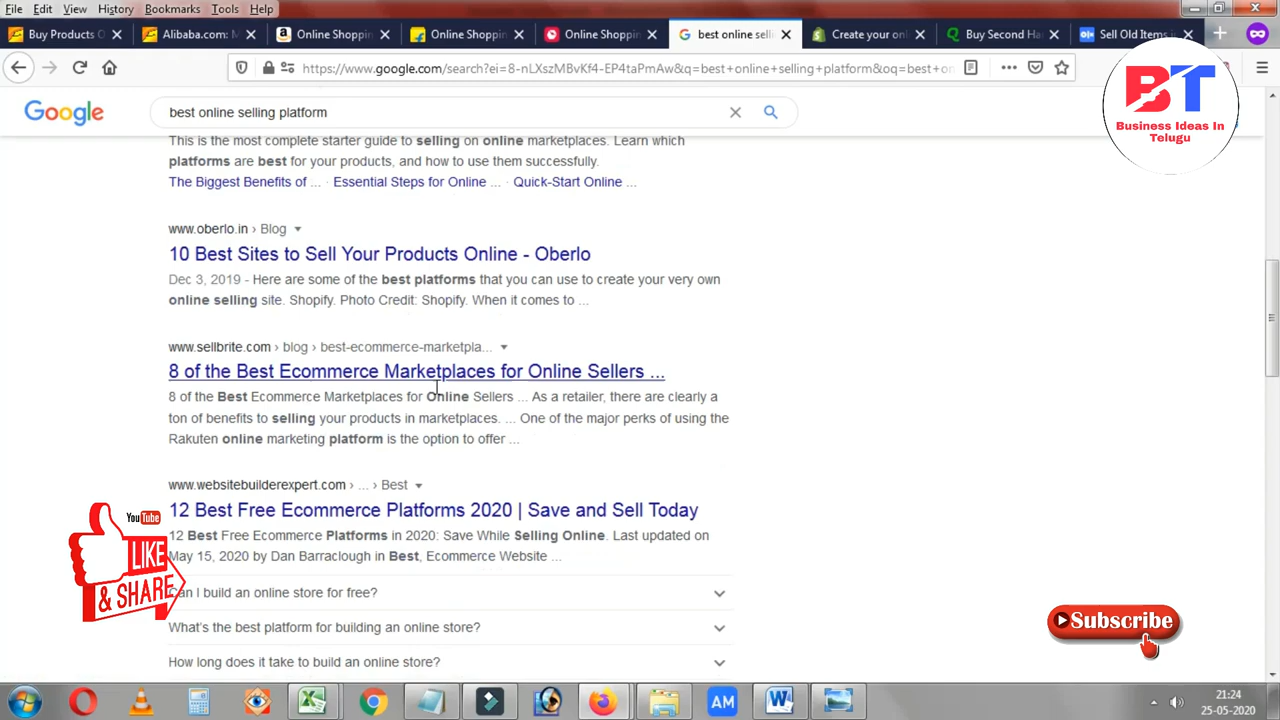 File Edit View History Bookmarks Tools Help
Buy Products O
Alibaba.com: M
Online Shoppin
Online Shoppin
Online Shoppin
best online selli
Create your onl
Buy Second Ha
Sell Old Items i
https://www.google.com/search?ei=8-nLXszMBvKf4-EP4taPmAw&q=best+online+selling+platform&oq=best+on
BT
Business Ideas In
Telugu
Google
best online selling platform
This is the most complete starter guide to selling on online marketplaces. Learn which
platforms are best for your products, and how to use them successfully.
The Biggest Benefits of ... · Essential Steps for Online ... · Quick-Start Online ...
www.oberlo.in › Blog
10 Best Sites to Sell Your Products Online - Oberlo
Dec 3, 2019 - Here are some of the best platforms that you can use to create your very own
online selling site. Shopify. Photo Credit: Shopify. When it comes to ...
www.sellbrite.com › blog › best-ecommerce-marketpla...
8 of the Best Ecommerce Marketplaces for Online Sellers ...
8 of the Best Ecommerce Marketplaces for Online Sellers ... As a retailer, there are clearly a
ton of benefits to selling your products in marketplaces. ... One of the major perks of using the
Rakuten online marketing platform is the option to offer ...
www.websitebuilderexpert.com › ... › Best
12 Best Free Ecommerce Platforms 2020 | Save and Sell Today
12 Best Free Ecommerce Platforms in 2020: Save While Selling Online. Last updated on
May 15, 2020 by Dan Barraclough in Best, Ecommerce Website ...
Can I build an online store for free?
What's the best platform for building an online store?
How long does it take to build an online store?
YouTube
LIKE
& SHARE
Subscribe
AM
21:24
25-05-2020